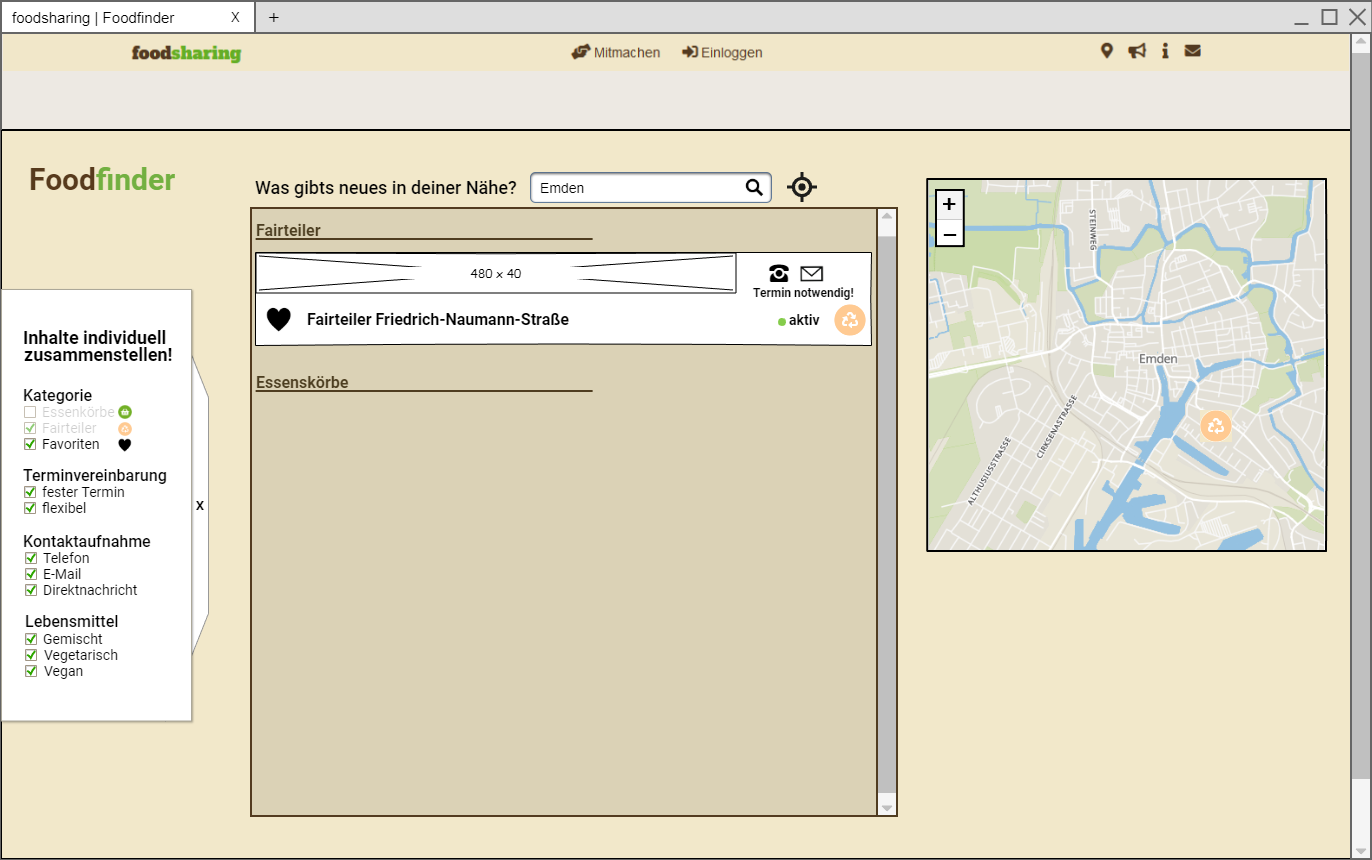 foodsharing | Foodfinder X +
foodsharing
Mitmachen Einloggen
Foodfinder
Was gibts neues in deiner Nähe? Emden
Fairteiler
480 x 40
Termin notwendig!
Fairteiler Friedrich-Naumann-Straße
aktiv
Essenskörbe
Inhalte individuell
zusammenstellen!
Kategorie
Essenkörbe
Fairteiler
Favoriten
Terminvereinbarung
fester Termin
flexibel
Kontaktaufnahme
Telefon
E-Mail
Direktnachricht
Lebensmittel
Gemischt
Vegetarisch
Vegan
X
+
−
STEINWEG
Emden
CIRKSENASTRASSE
ALTHUSIUSSTRASSE